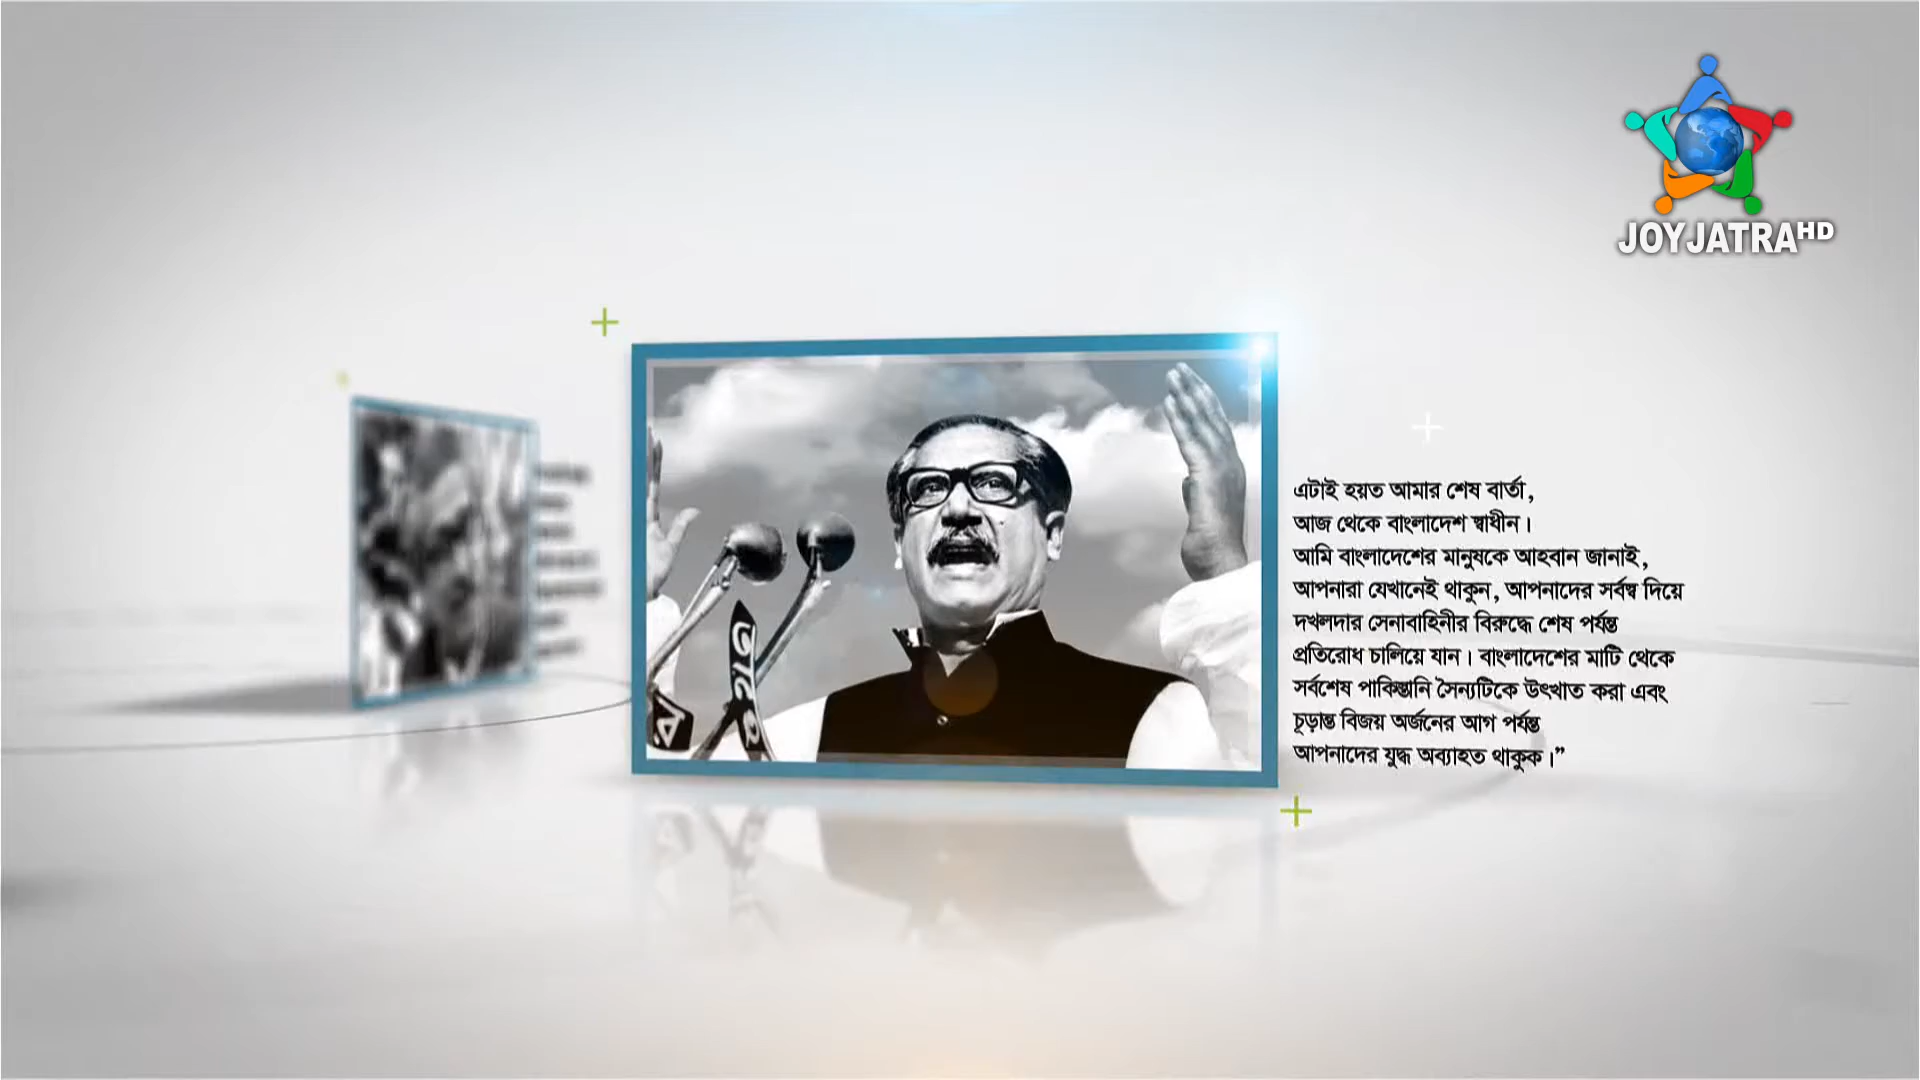 JOYJATRAHD
এটাই হয়ত আমার শেষ বার্তা,
আজ থেকে বাংলাদেশ স্বাধীন।
আমি বাংলাদেশের মানুষকে আহবান জানাই,
আপনারা যেখানেই থাকুন, আপনাদের সর্বস্ব দিয়ে
দখলদার সেনাবাহিনীর বিরুদ্ধে শেষ পর্যন্ত
প্রতিরোধ চালিয়ে যান। বাংলাদেশের মাটি থেকে
সর্বশেষ পাকিস্তানি সৈন্যটিকে উৎখাত করা এবং
চূড়ান্ত বিজয় অর্জনের আগ পর্যন্ত
আপনাদের যুদ্ধ অব্যাহত থাকুক।”